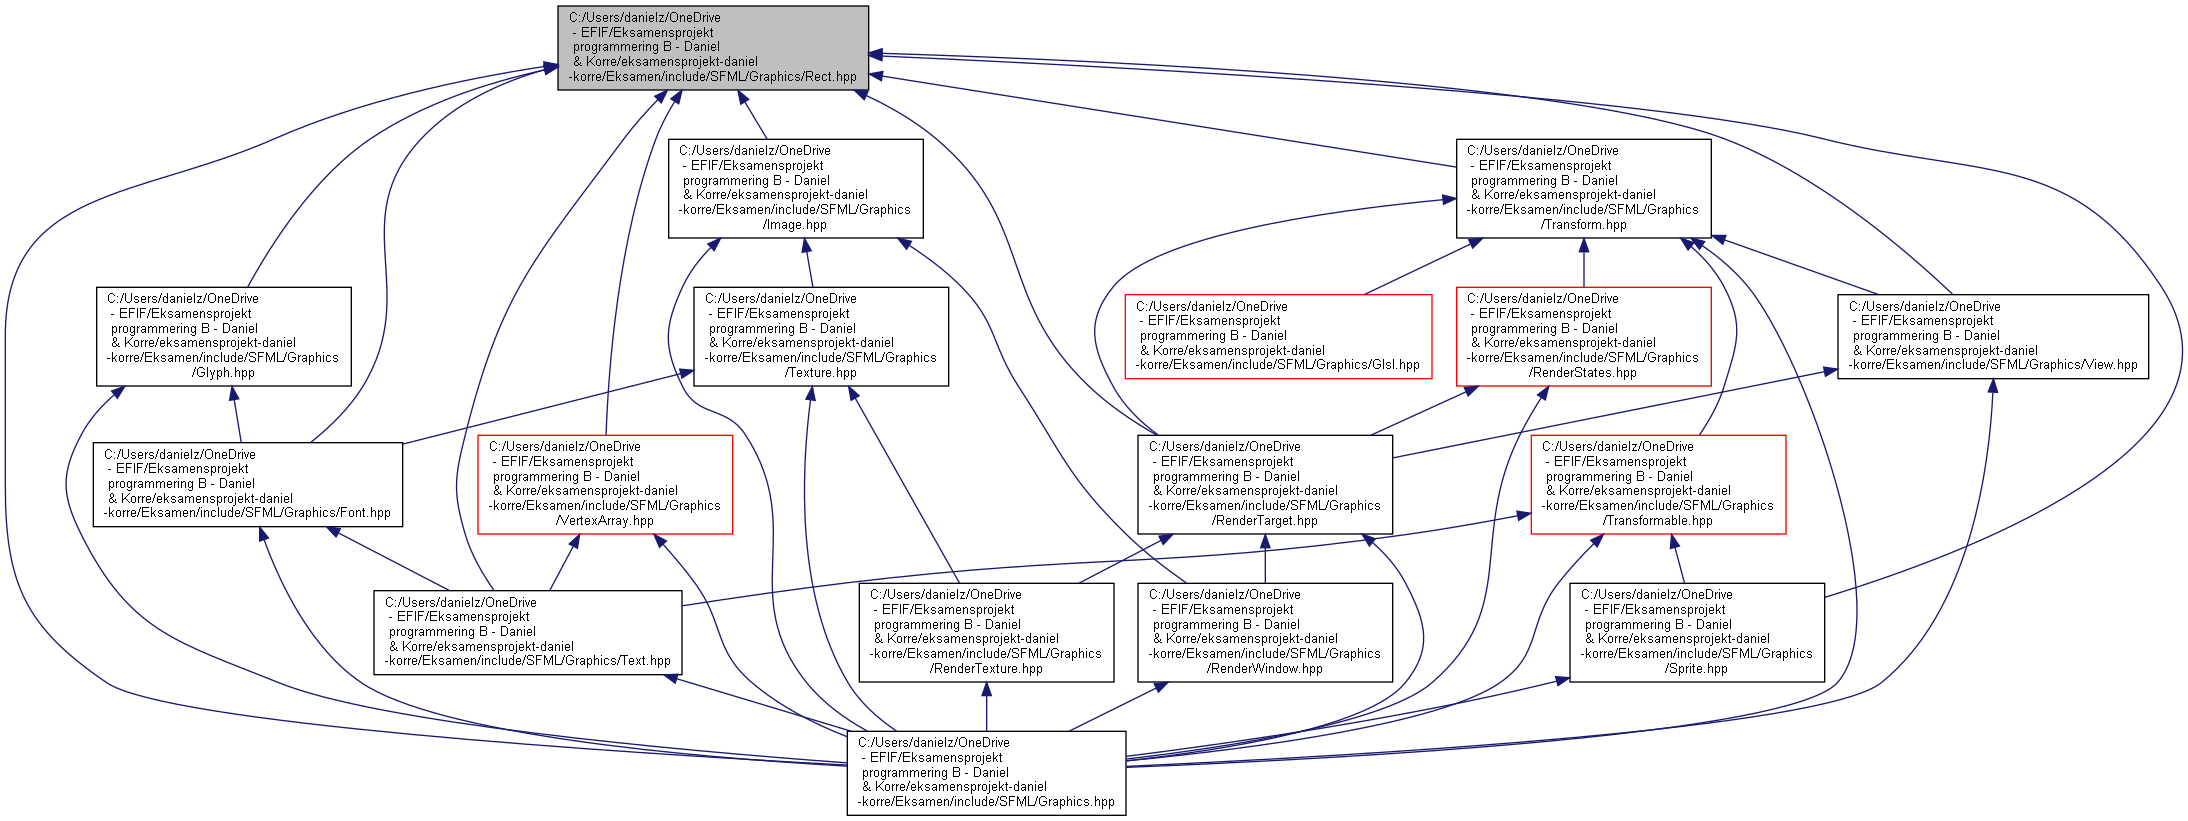 C:/Users/danielz/OneDrive
- EFIF/Eksamensprojekt
programmering B - Daniel
& Korre/eksamensprojekt-daniel
-korre/Eksamen/include/SFML/Graphics/Rect.hpp
C:/Users/danielz/OneDrive
- EFIF/Eksamensprojekt
programmering B - Daniel
& Korre/eksamensprojekt-daniel
-korre/Eksamen/include/SFML/Graphics
/Image.hpp
C:/Users/danielz/OneDrive
- EFIF/Eksamensprojekt
programmering B - Daniel
& Korre/eksamensprojekt-daniel
-korre/Eksamen/include/SFML/Graphics
/Transform.hpp
C:/Users/danielz/OneDrive
- EFIF/Eksamensprojekt
programmering B - Daniel
& Korre/eksamensprojekt-daniel
-korre/Eksamen/include/SFML/Graphics
/Glyph.hpp
C:/Users/danielz/OneDrive
- EFIF/Eksamensprojekt
programmering B - Daniel
& Korre/eksamensprojekt-daniel
-korre/Eksamen/include/SFML/Graphics
/Texture.hpp
C:/Users/danielz/OneDrive
- EFIF/Eksamensprojekt
programmering B - Daniel
& Korre/eksamensprojekt-daniel
-korre/Eksamen/include/SFML/Graphics/Glsl.hpp
C:/Users/danielz/OneDrive
- EFIF/Eksamensprojekt
programmering B - Daniel
& Korre/eksamensprojekt-daniel
-korre/Eksamen/include/SFML/Graphics
/RenderStates.hpp
C:/Users/danielz/OneDrive
- EFIF/Eksamensprojekt
programmering B - Daniel
& Korre/eksamensprojekt-daniel
-korre/Eksamen/include/SFML/Graphics/View.hpp
C:/Users/danielz/OneDrive
- EFIF/Eksamensprojekt
programmering B - Daniel
& Korre/eksamensprojekt-daniel
-korre/Eksamen/include/SFML/Graphics/Font.hpp
C:/Users/danielz/OneDrive
- EFIF/Eksamensprojekt
programmering B - Daniel
& Korre/eksamensprojekt-daniel
-korre/Eksamen/include/SFML/Graphics
/VertexArray.hpp
C:/Users/danielz/OneDrive
- EFIF/Eksamensprojekt
programmering B - Daniel
& Korre/eksamensprojekt-daniel
-korre/Eksamen/include/SFML/Graphics
/RenderTarget.hpp
C:/Users/danielz/OneDrive
- EFIF/Eksamensprojekt
programmering B - Daniel
& Korre/eksamensprojekt-daniel
-korre/Eksamen/include/SFML/Graphics
/Transformable.hpp
C:/Users/danielz/OneDrive
- EFIF/Eksamensprojekt
programmering B - Daniel
& Korre/eksamensprojekt-daniel
-korre/Eksamen/include/SFML/Graphics/Text.hpp
C:/Users/danielz/OneDrive
- EFIF/Eksamensprojekt
programmering B - Daniel
& Korre/eksamensprojekt-daniel
-korre/Eksamen/include/SFML/Graphics
/RenderTexture.hpp
C:/Users/danielz/OneDrive
- EFIF/Eksamensprojekt
programmering B - Daniel
& Korre/eksamensprojekt-daniel
-korre/Eksamen/include/SFML/Graphics
/RenderWindow.hpp
C:/Users/danielz/OneDrive
- EFIF/Eksamensprojekt
programmering B - Daniel
& Korre/eksamensprojekt-daniel
-korre/Eksamen/include/SFML/Graphics
/Sprite.hpp
C:/Users/danielz/OneDrive
- EFIF/Eksamensprojekt
programmering B - Daniel
& Korre/eksamensprojekt-daniel
-korre/Eksamen/include/SFML/Graphics.hpp